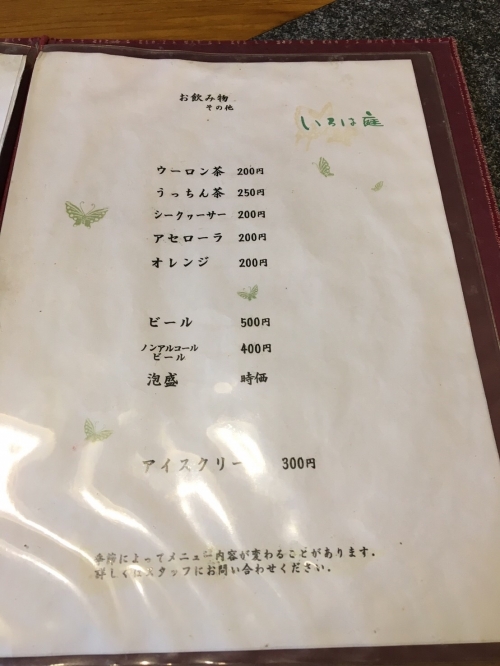 お飲み物
その他
いろは庭
ウーロン茶 200円
うっちん茶 250円
シークヮーサー 200円
アセローラ 200円
オレンジ 200円
ビール 500円
ノンアルコール
ビール 400円
泡盛 時価
アイスクリー 300円
季節によってメニュー内容が変わることがあります.
詳しくはスタッフにお問い合わせください.